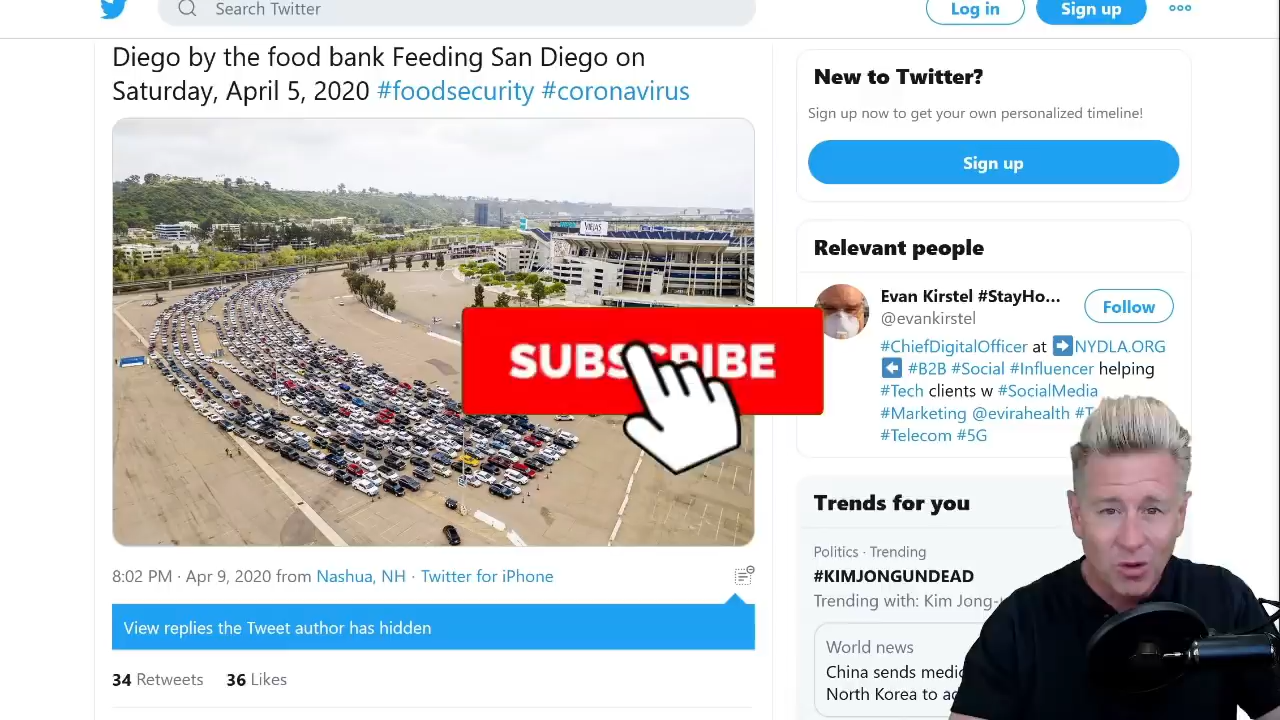 Search Twitter
Log in
Sign up
Diego by the food bank Feeding San Diego on
Saturday, April 5, 2020 #foodsecurity #coronavirus
8:02 PM · Apr 9, 2020 from Nashua, NH · Twitter for iPhone
View replies the Tweet author has hidden
34 Retweets 36 Likes
SUBSCRIBE
New to Twitter?
Sign up now to get your own personalized timeline!
Sign up
Relevant people
Evan Kirstel #StayHo...
@evankirstel
Follow
#ChiefDigitalOfficer at ➡NYDLA.ORG
⬅ #B2B #Social #Influencer helping
#Tech clients w #SocialMedia
#Marketing @evirahealth
#Telecom #5G
Trends for you
Politics · Trending
#KIMJONGUNDEAD
Trending with: Kim Jong-
World news
China sends
North Korea to